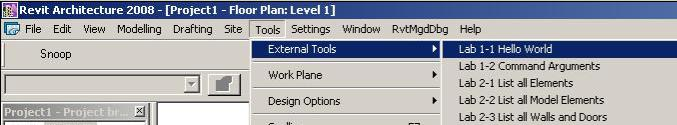 Revit Architecture 2008 - [Project1 - Floor Plan: Level 1]
File Edit View Modelling Drafting Site Tools Settings Window RvtMgdDbg Help
Snoop
External Tools
Lab 1-1 Hello World
Lab 1-2 Command Arguments
Work Plane
Lab 2-1 List all Elements
Design Options
Lab 2-2 List all Model Elements
Project1 - Project br...
Lab 2-3 List all Walls and Doors